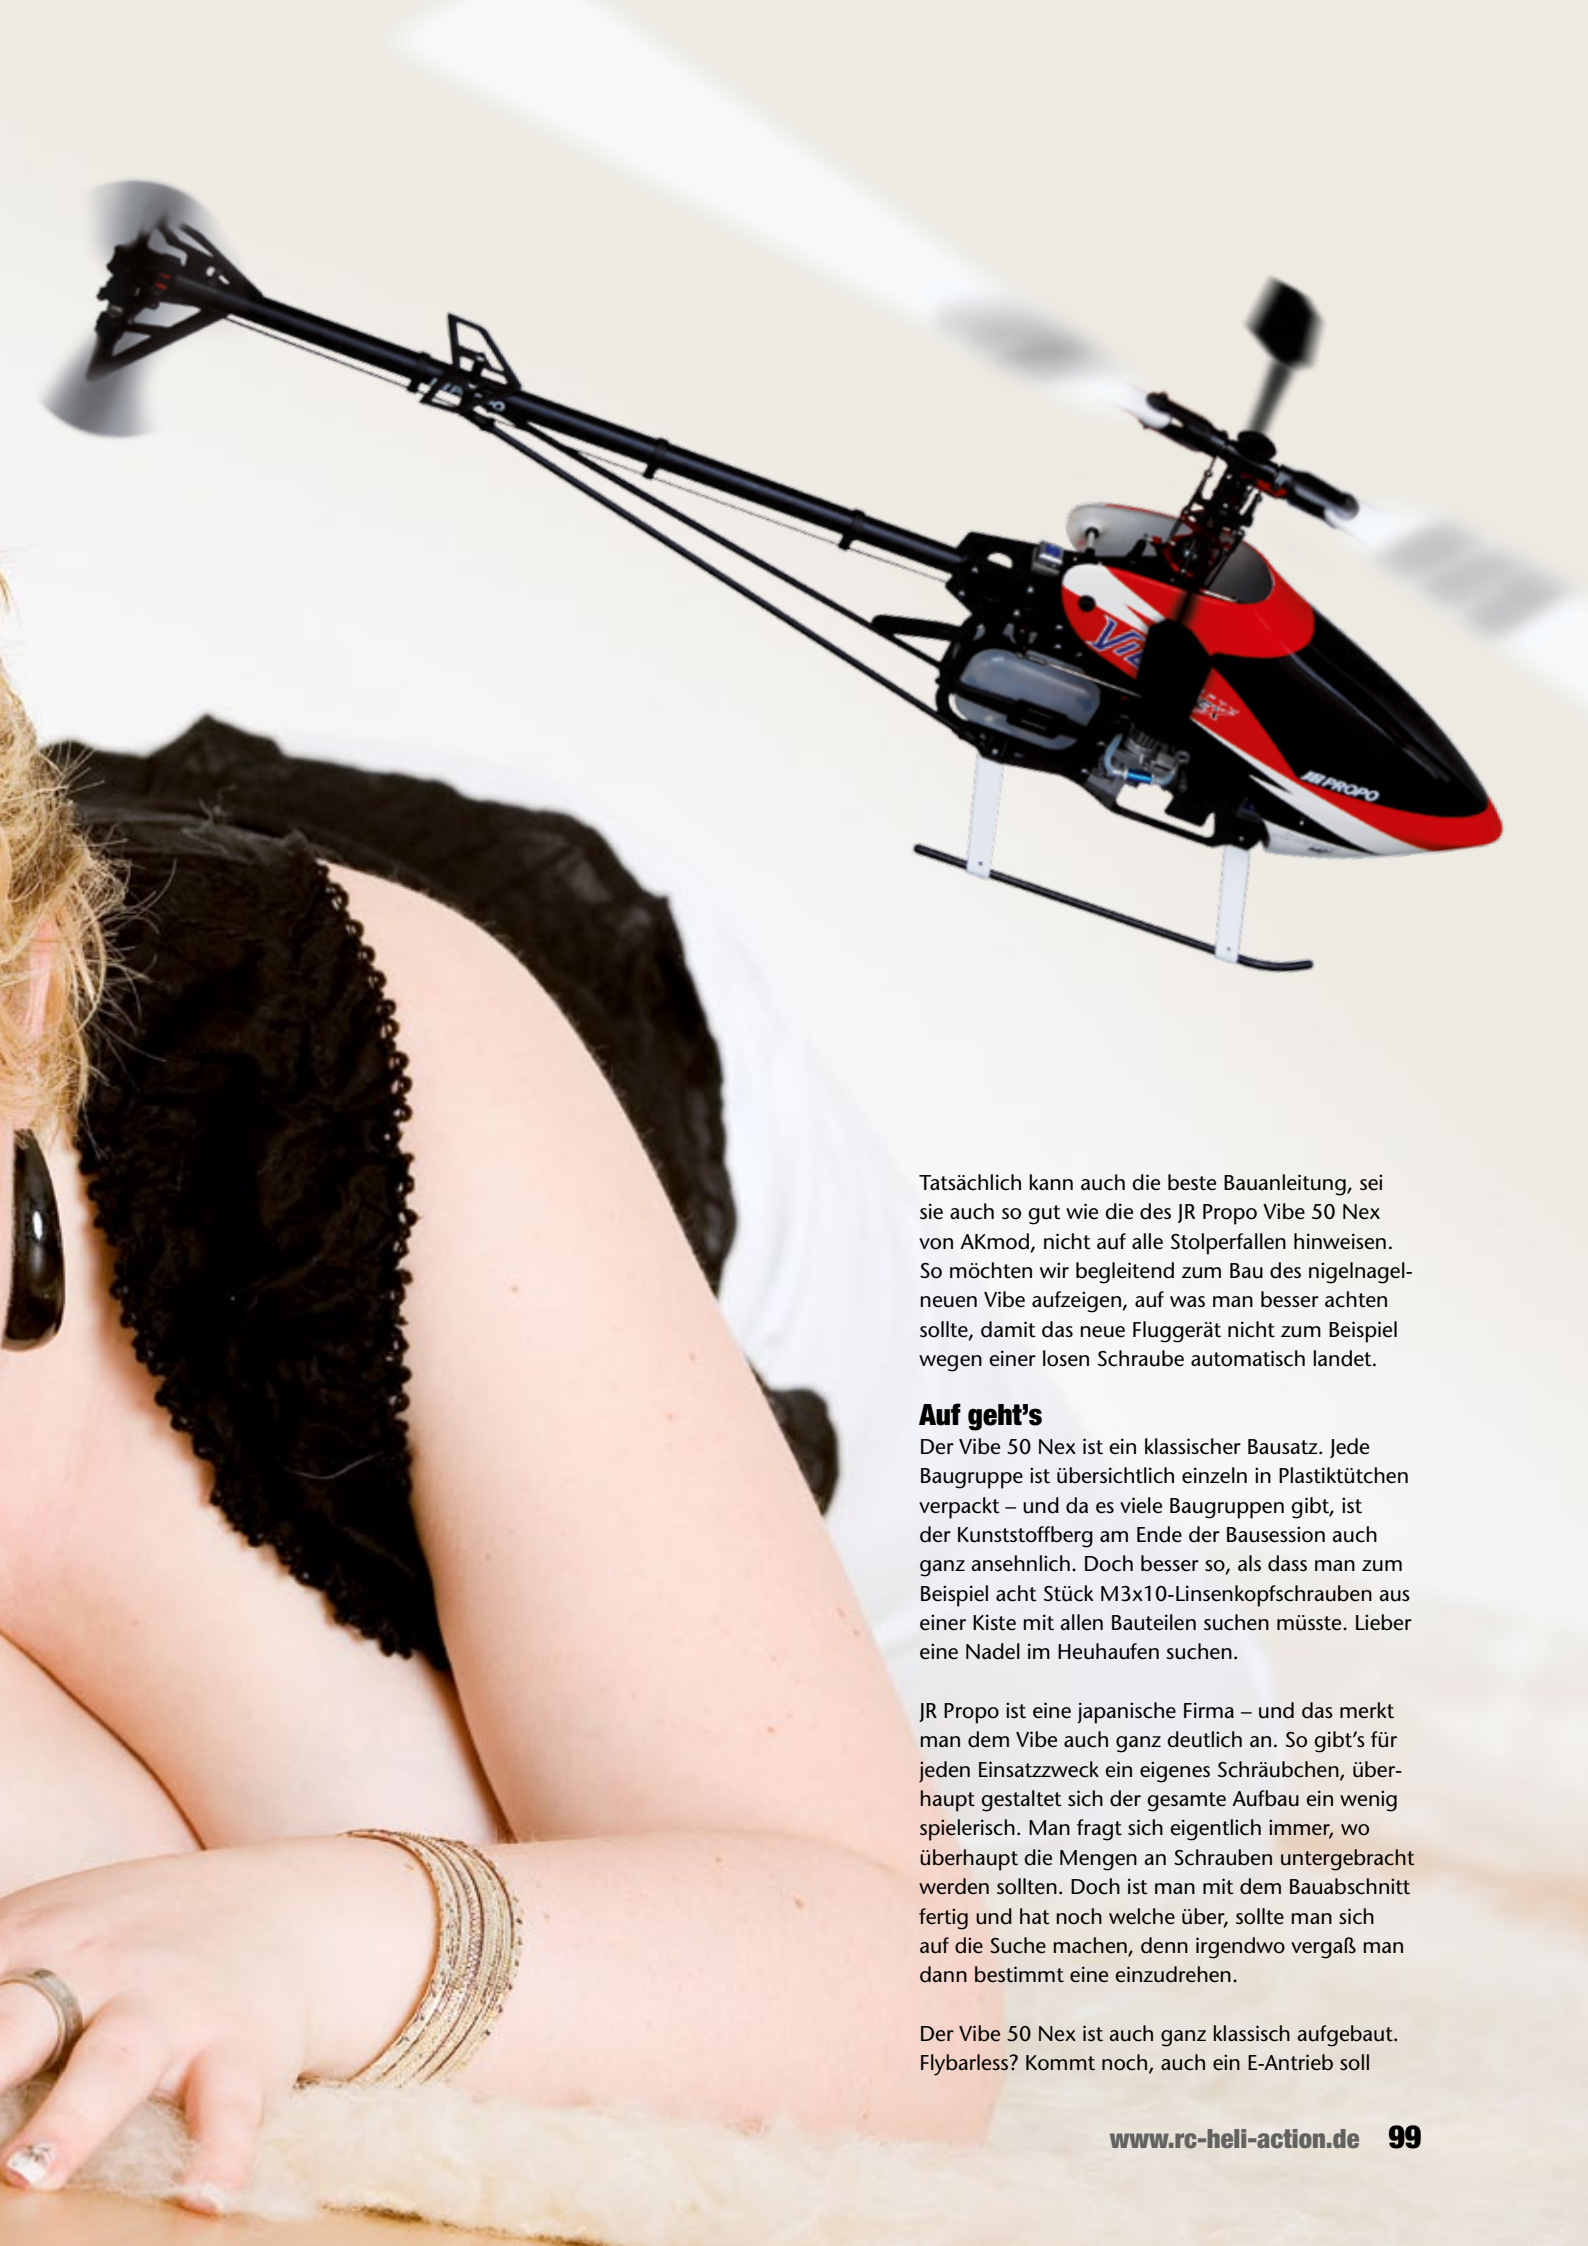 JR PROPO
Tatsächlich kann auch die beste Bauanleitung, sei
sie auch so gut wie die des JR Propo Vibe 50 Nex
von AKmod, nicht auf alle Stolperfallen hinweisen.
So möchten wir begleitend zum Bau des nigelnagel-
neuen Vibe aufzeigen, auf was man besser achten
sollte, damit das neue Fluggerät nicht zum Beispiel
wegen einer losen Schraube automatisch landet.
Auf geht’s
Der Vibe 50 Nex ist ein klassischer Bausatz. Jede
Baugruppe ist übersichtlich einzeln in Plastiktütchen
verpackt – und da es viele Baugruppen gibt, ist
der Kunststoffberg am Ende der Bausession auch
ganz ansehnlich. Doch besser so, als dass man zum
Beispiel acht Stück M3x10-Linsenkopfschrauben aus
einer Kiste mit allen Bauteilen suchen müsste. Lieber
eine Nadel im Heuhaufen suchen.
JR Propo ist eine japanische Firma – und das merkt
man dem Vibe auch ganz deutlich an. So gibt’s für
jeden Einsatzzweck ein eigenes Schräubchen, über-
haupt gestaltet sich der gesamte Aufbau ein wenig
spielerisch. Man fragt sich eigentlich immer, wo
überhaupt die Mengen an Schrauben untergebracht
werden sollten. Doch ist man mit dem Bauabschnitt
fertig und hat noch welche über, sollte man sich
auf die Suche machen, denn irgendwo vergaß man
dann bestimmt eine einzudrehen.
Der Vibe 50 Nex ist auch ganz klassisch aufgebaut.
Flybarless? Kommt noch, auch ein E-Antrieb soll
www.rc-heli-action.de 99